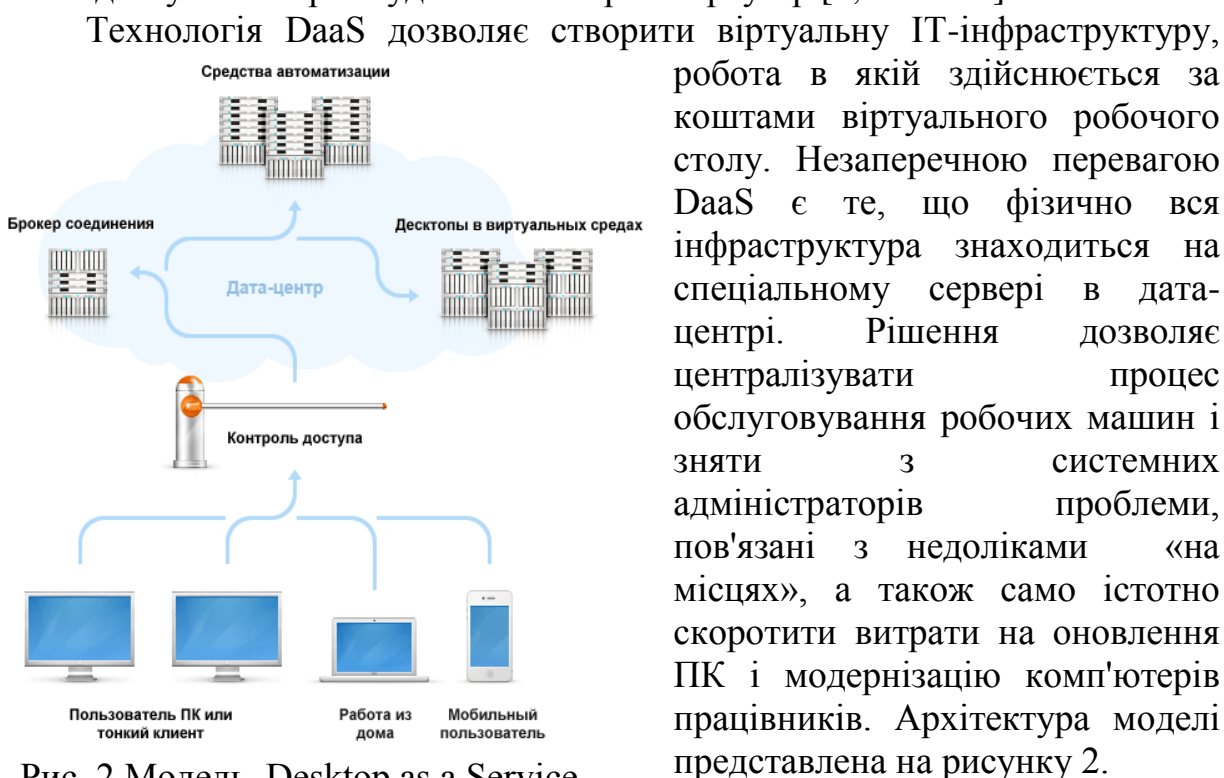 Технологія DaaS дозволяє створити віртуальну ІТ-інфраструктуру,
Средства автоматизации
Брокер соединения
Десктопы в виртуальных средах
Дата-центр
Контроль доступа
Пользователь ПК или
тонкий клиент
Работа из
дома
Мобильный
пользователь
Рис. 2 Модель Desktop as a Service
робота в якій здійснюється за
коштами віртуального робочого
столу. Незаперечною перевагою
DaaS є те, що фізично вся
інфраструктура знаходиться на
спеціальному сервері в дата-
центрі. Рішення дозволяє
централізувати процес
обслуговування робочих машин і
зняти з системних
адміністраторів проблеми,
пов'язані з недоліками «на
місцях», а також само істотно
скоротити витрати на оновлення
ПК і модернізацію комп'ютерів
працівників. Архітектура моделі
представлена на рисунку 2.